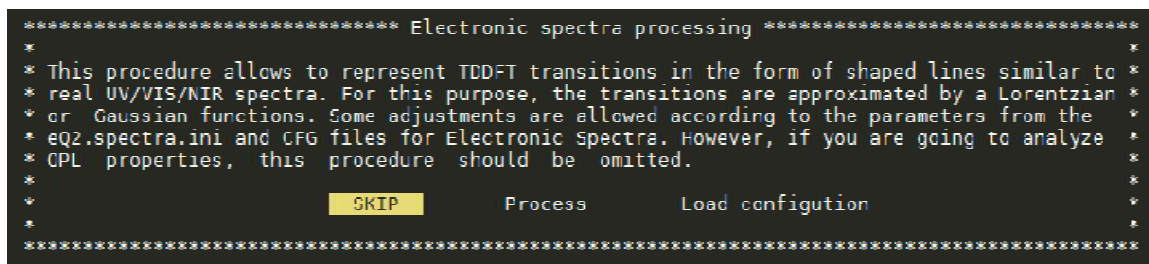 ******************************** Electronic spectra processing ********************************
* *
* This procedure allows to represent TDDFT transitions in the form of shaped lines similar to *
* real UV/VIS/NIR spectra. For this purpose, the transitions are approximated by a Lorentzian *
* or Gaussian functions. Some adjustments are allowed according to the parameters from the *
* eQ2.spectra.ini and CFG files for Electronic Spectra. However, if you are going to analyze *
* CPL properties, this procedure should be omitted. *
* *
* SKIP Process Load configution *
* *
***********************************************************************************************